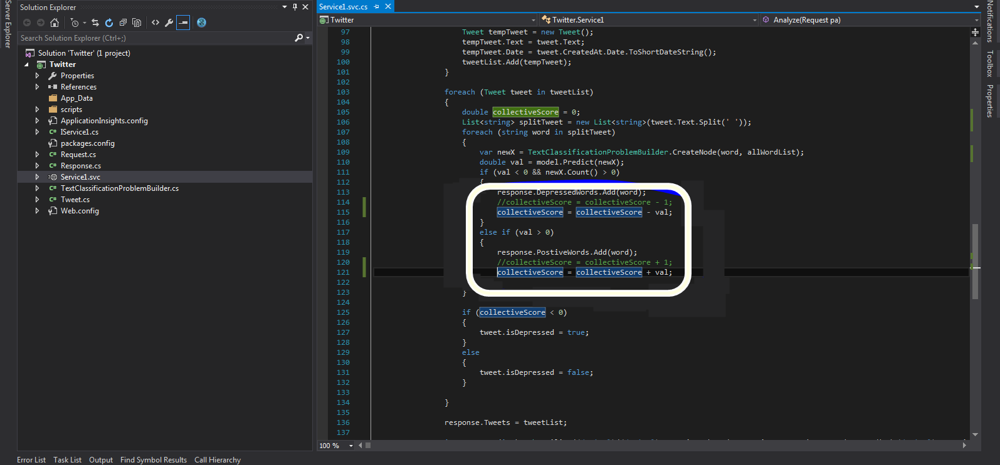 Server Explorer
Solution Explorer
Search Solution Explorer (Ctrl+;)
Solution 'Twitter' (1 project)
Twitter
Properties
References
App_Data
scripts
ApplicationInsights.config
IService1.cs
packages.config
Request.cs
Response.cs
Service1.svc
TextClassificationProblemBuilder.cs
Tweet.cs
Web.config
Service1.svc.cs
Twitter
Twitter.Service1
Analyze(Request pa)
97 Tweet tempTweet = new Tweet();
98 tempTweet.Text = tweet.Text;
99 tempTweet.Date = tweet.CreatedAt.Date.ToShortDateString();
100 tweetList.Add(tempTweet);
101 }
102
103 foreach (Tweet tweet in tweetList)
104 {
105 double collectiveScore = 0;
106 List<string> splitTweet = new List<string>(tweet.Text.Split(' '));
107 foreach (string word in splitTweet)
108 {
109 var newX = TextClassificationProblemBuilder.CreateNode(word, allWordList);
110 double val = model.Predict(newX);
111 if (val < 0 && newX.Count() > 0)
112 {
113 response.DepressedWords.Add(word);
114 //collectiveScore = collectiveScore - 1;
115 collectiveScore = collectiveScore - val;
116 }
117 else if (val > 0)
118 {
119 response.PostiveWords.Add(word);
120 //collectiveScore = collectiveScore + 1;
121 collectiveScore = collectiveScore + val;
122
123 }
124
125 if (collectiveScore < 0)
126 {
127 tweet.isDepressed = true;
128 }
129 else
130 {
131 tweet.isDepressed = false;
132 }
133
134 }
135
136 response.Tweets = tweetList;
137
100 %
Notifications
Toolbox
Properties
Error List Task List Output Find Symbol Results Call Hierarchy